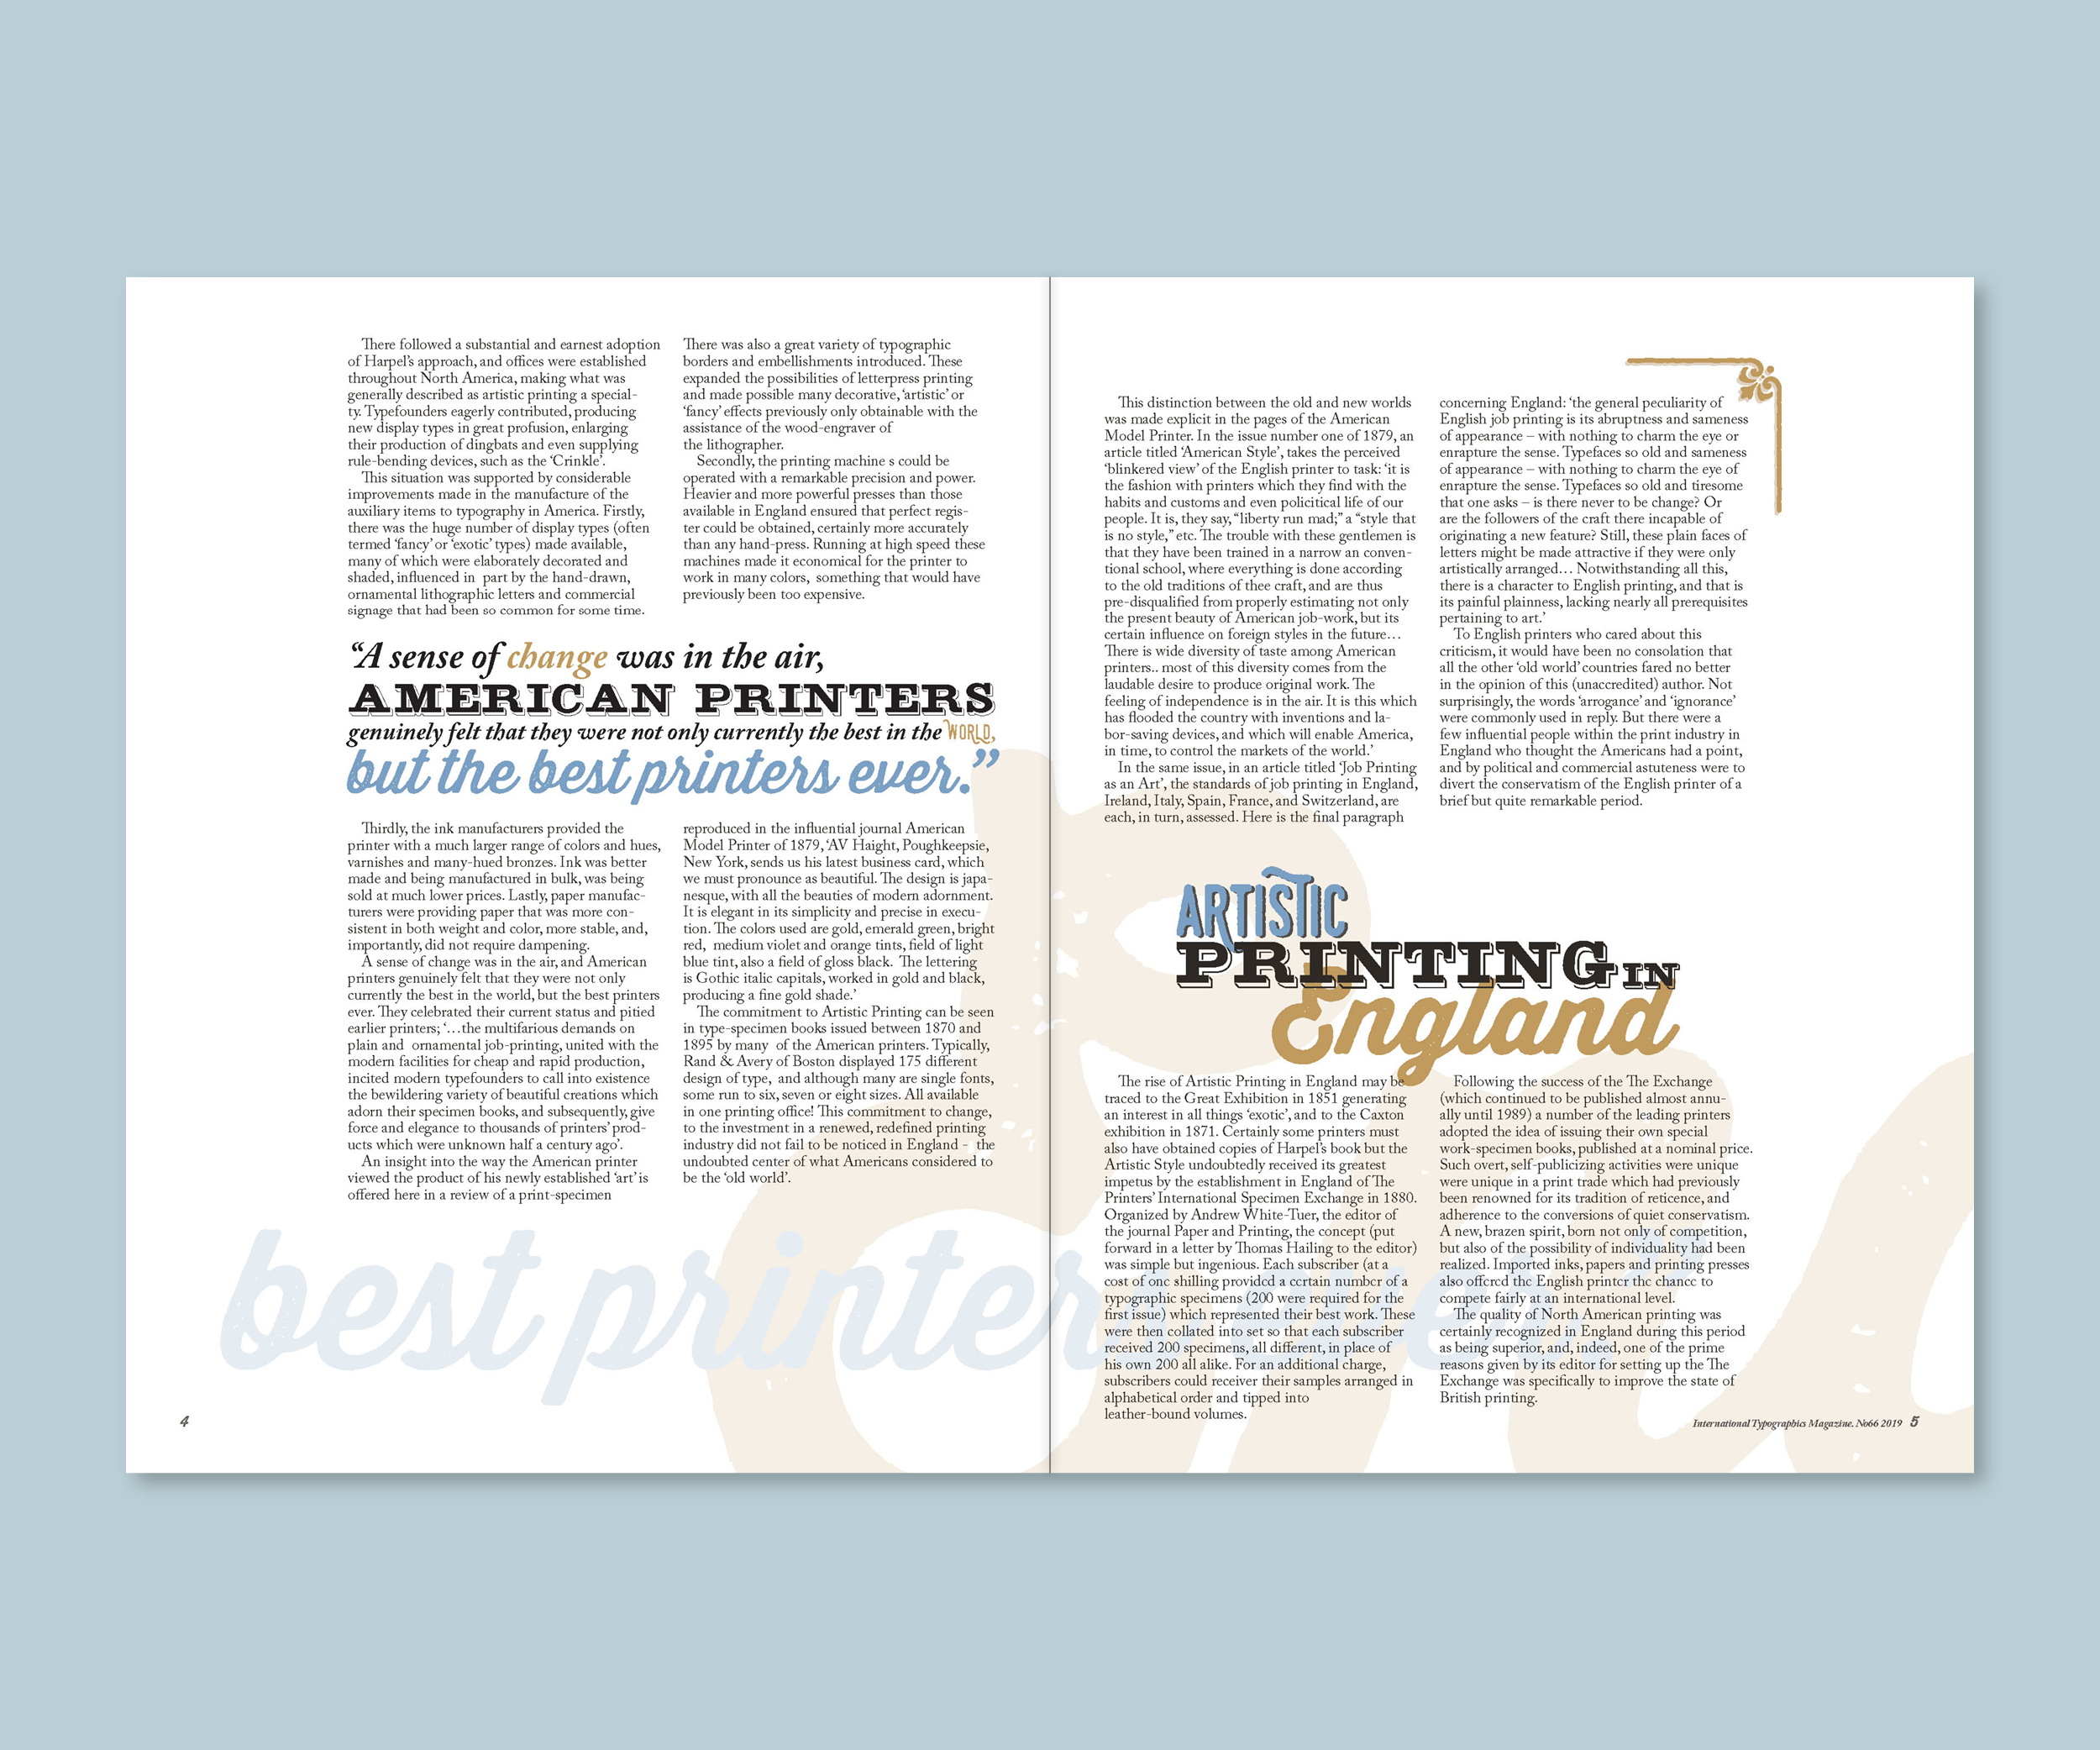 There followed a substantial and earnest adoption
of Harpel's approach, and offices were established
throughout North America, making what was
generally described as artistic printing a special-
ty. Typefounders eagerly contributed, producing
new display types in great profusion, enlarging
their production of dingbats and even supplying
rule-bending devices, such as the 'Crinkle'.
This situation was supported by considerable
improvements made in the manufacture of the
auxiliary items to typography in America. Firstly,
there was the huge number of display types (often
termed 'fancy' or 'exotic' types) made available,
many of which were elaborately decorated and
shaded, influenced in part by the hand-drawn,
ornamental lithographic letters and commercial
signage that had been so common for some time.
There was also a great variety of typographic
borders and embellishments introduced. These
expanded the possibilities of letterpress printing
and made possible many decorative, 'artistic' or
'fancy' effects previously only obtainable with the
assistance of the wood-engraver of
the lithographer.
Secondly, the printing machine s could be
operated with a remarkable precision and power.
Heavier and more powerful presses than those
available in England ensured that perfect regis-
ter could be obtained, certainly more accurately
than any hand-press. Running at high speed these
machines made it economical for the printer to
work in many colors, something that would have
previously been too expensive.
"A sense of change was in the air,
AMERICAN PRINTERS
genuinely felt that they were not only currently the best in the WORLD,
but the best printers ever."
Thirdly, the ink manufacturers provided the
printer with a much larger range of colors and hues,
varnishes and many-hued bronzes. Ink was better
made and being manufactured in bulk, was being
sold at much lower prices. Lastly, paper manufac-
turers were providing paper that was more con-
sistent in both weight and color, more stable, and,
importantly, did not require dampening.
A sense of change was in the air, and American
printers genuinely felt that they were not only
currently the best in the world, but the best printers
ever. They celebrated their current status and pitied
earlier printers; '…the multifarious demands on
plain and ornamental job-printing, united with the
modern facilities for cheap and rapid production,
incited modern typefounders to call into existence
the bewildering variety of beautiful creations which
adorn their specimen books, and subsequently, give
force and elegance to thousands of printers' prod-
ucts which were unknown half a century ago'.
An insight into the way the American printer
viewed the product of his newly established 'art' is
offered here in a review of a print-specimen
reproduced in the influential journal American
Model Printer of 1879, 'AV Haight, Poughkeepsie,
New York, sends us his latest business card, which
we must pronounce as beautiful. The design is japa-
nesque, with all the beauties of modern adornment.
It is elegant in its simplicity and precise in execu-
tion. The colors used are gold, emerald green, bright
red, medium violet and orange tints, field of light
blue tint, also a field of gloss black. The lettering
is Gothic italic capitals, worked in gold and black,
producing a fine gold shade.'
The commitment to Artistic Printing can be seen
in type-specimen books issued between 1870 and
1895 by many of the American printers. Typically,
Rand & Avery of Boston displayed 175 different
design of type, and although many are single fonts,
some run to six, seven or eight sizes. All available
in one printing office! This commitment to change,
to the investment in a renewed, redefined printing
industry did not fail to be noticed in England - the
undoubted center of what Americans considered to
be the 'old world'.
best printers ever
4
This distinction between the old and new worlds
was made explicit in the pages of the American
Model Printer. In the issue number one of 1879, an
article titled 'American Style', takes the perceived
'blinkered view' of the English printer to task: 'it is
the fashion with printers which they find with the
habits and customs and even policitical life of our
people. It is, they say, "liberty run mad;" a "style that
is no style," etc. The trouble with these gentlemen is
that they have been trained in a narrow an conven-
tional school, where everything is done according
to the old traditions of thee craft, and are thus
pre-disqualified from properly estimating not only
the present beauty of American job-work, but its
certain influence on foreign styles in the future…
There is wide diversity of taste among American
printers.. most of this diversity comes from the
laudable desire to produce original work. The
feeling of independence is in the air. It is this which
has flooded the country with inventions and la-
bor-saving devices, and which will enable America,
in time, to control the markets of the world.'
In the same issue, in an article titled 'Job Printing
as an Art', the standards of job printing in England,
Ireland, Italy, Spain, France, and Switzerland, are
each, in turn, assessed. Here is the final paragraph
concerning England: 'the general peculiarity of
English job printing is its abruptness and sameness
of appearance – with nothing to charm the eye or
enrapture the sense. Typefaces so old and sameness
of appearance – with nothing to charm the eye of
enrapture the sense. Typefaces so old and tiresome
that one asks – is there never to be change? Or
are the followers of the craft there incapable of
originating a new feature? Still, these plain faces of
letters might be made attractive if they were only
artistically arranged… Notwithstanding all this,
there is a character to English printing, and that is
its painful plainness, lacking nearly all prerequisites
pertaining to art.'
To English printers who cared about this
criticism, it would have been no consolation that
all the other 'old world' countries fared no better
in the opinion of this (unaccredited) author. Not
surprisingly, the words 'arrogance' and 'ignorance'
were commonly used in reply. But there were a
few influential people within the print industry in
England who thought the Americans had a point,
and by political and commercial astuteness were to
divert the conservatism of the English printer of a
brief but quite remarkable period.
ARTISTIC
PRINTING IN
England
The rise of Artistic Printing in England may be
traced to the Great Exhibition in 1851 generating
an interest in all things 'exotic', and to the Caxton
exhibition in 1871. Certainly some printers must
also have obtained copies of Harpel's book but the
Artistic Style undoubtedly received its greatest
impetus by the establishment in England of The
Printers' International Specimen Exchange in 1880.
Organized by Andrew White-Tuer, the editor of
the journal Paper and Printing, the concept (put
forward in a letter by Thomas Hailing to the editor)
was simple but ingenious. Each subscriber (at a
cost of one shilling provided a certain number of a
typographic specimens (200 were required for the
first issue) which represented their best work. These
were then collated into set so that each subscriber
received 200 specimens, all different, in place of
his own 200 all alike. For an additional charge,
subscribers could receiver their samples arranged in
alphabetical order and tipped into
leather-bound volumes.
Following the success of the The Exchange
(which continued to be published almost annu-
ally until 1989) a number of the leading printers
adopted the idea of issuing their own special
work-specimen books, published at a nominal price.
Such overt, self-publicizing activities were unique
were unique in a print trade which had previously
been renowned for its tradition of reticence, and
adherence to the conversions of quiet conservatism.
A new, brazen spirit, born not only of competition,
but also of the possibility of individuality had been
realized. Imported inks, papers and printing presses
also offered the English printer the chance to
compete fairly at an international level.
The quality of North American printing was
certainly recognized in England during this period
as being superior, and, indeed, one of the prime
reasons given by its editor for setting up the The
Exchange was specifically to improve the state of
British printing.
International Typographics Magazine. No66 2019 5